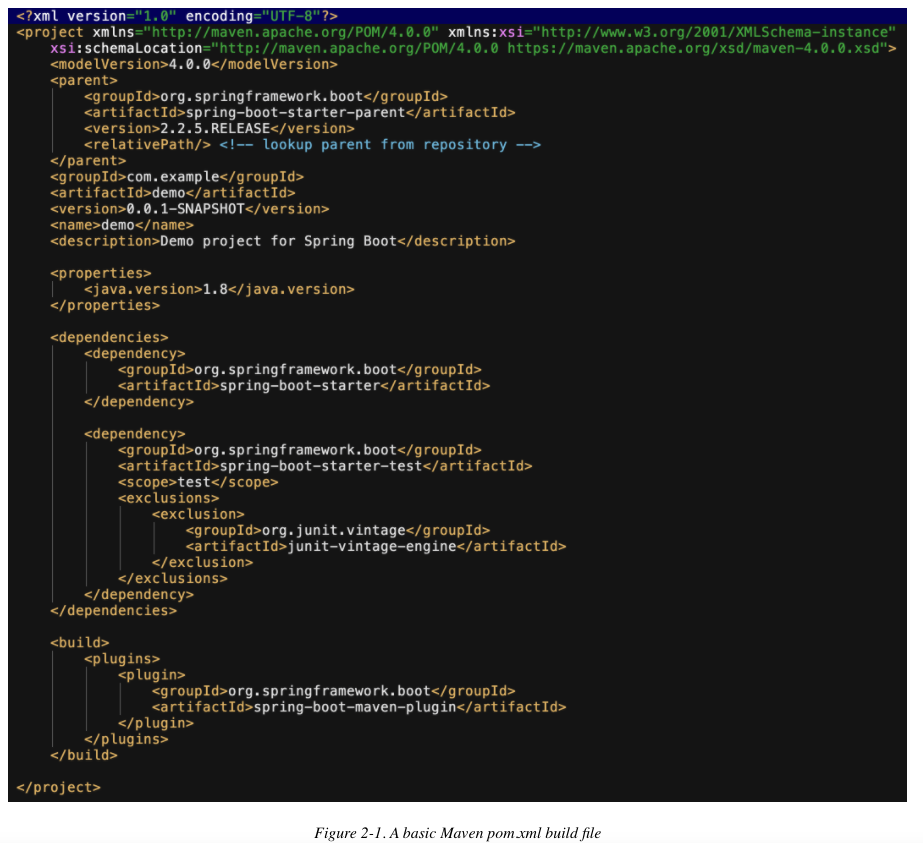 <?xml version="1.0" encoding="UTF-8"?>
<project xmlns="http://maven.apache.org/POM/4.0.0" xmlns:xsi="http://www.w3.org/2001/XMLSchema-instance"
    xsi:schemaLocation="http://maven.apache.org/POM/4.0.0 https://maven.apache.org/xsd/maven-4.0.0.xsd">
    <modelVersion>4.0.0</modelVersion>
    <parent>
        <groupId>org.springframework.boot</groupId>
        <artifactId>spring-boot-starter-parent</artifactId>
        <version>2.2.5.RELEASE</version>
        <relativePath/> <!-- lookup parent from repository -->
    </parent>
    <groupId>com.example</groupId>
    <artifactId>demo</artifactId>
    <version>0.0.1-SNAPSHOT</version>
    <name>demo</name>
    <description>Demo project for Spring Boot</description>

    <properties>
        <java.version>1.8</java.version>
    </properties>

    <dependencies>
        <dependency>
            <groupId>org.springframework.boot</groupId>
            <artifactId>spring-boot-starter</artifactId>
        </dependency>

        <dependency>
            <groupId>org.springframework.boot</groupId>
            <artifactId>spring-boot-starter-test</artifactId>
            <scope>test</scope>
            <exclusions>
                <exclusion>
                    <groupId>org.junit.vintage</groupId>
                    <artifactId>junit-vintage-engine</artifactId>
                </exclusion>
            </exclusions>
        </dependency>
    </dependencies>

    <build>
        <plugins>
            <plugin>
                <groupId>org.springframework.boot</groupId>
                <artifactId>spring-boot-maven-plugin</artifactId>
            </plugin>
        </plugins>
    </build>

</project>
Figure 2-1. A basic Maven pom.xml build file